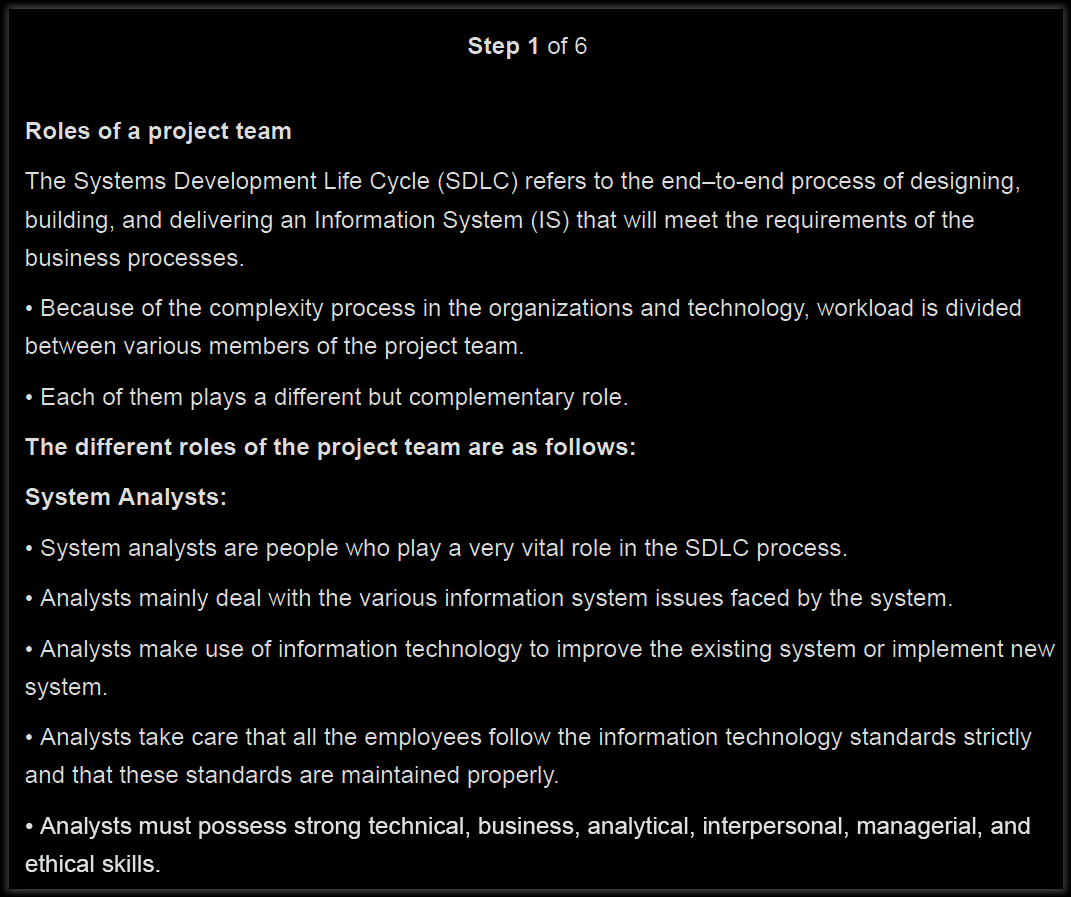 Step 1 of 6
Roles of a project team
The Systems Development Life Cycle (SDLC) refers to the end–to-end process of designing,
building, and delivering an Information System (IS) that will meet the requirements of the
business processes.
• Because of the complexity process in the organizations and technology, workload is divided
between various members of the project team.
• Each of them plays a different but complementary role.
The different roles of the project team are as follows:
System Analysts:
• System analysts are people who play a very vital role in the SDLC process.
• Analysts mainly deal with the various information system issues faced by the system.
• Analysts make use of information technology to improve the existing system or implement new
system.
• Analysts take care that all the employees follow the information technology standards strictly
and that these standards are maintained properly.
• Analysts must possess strong technical, business, analytical, interpersonal, managerial, and
ethical skills.